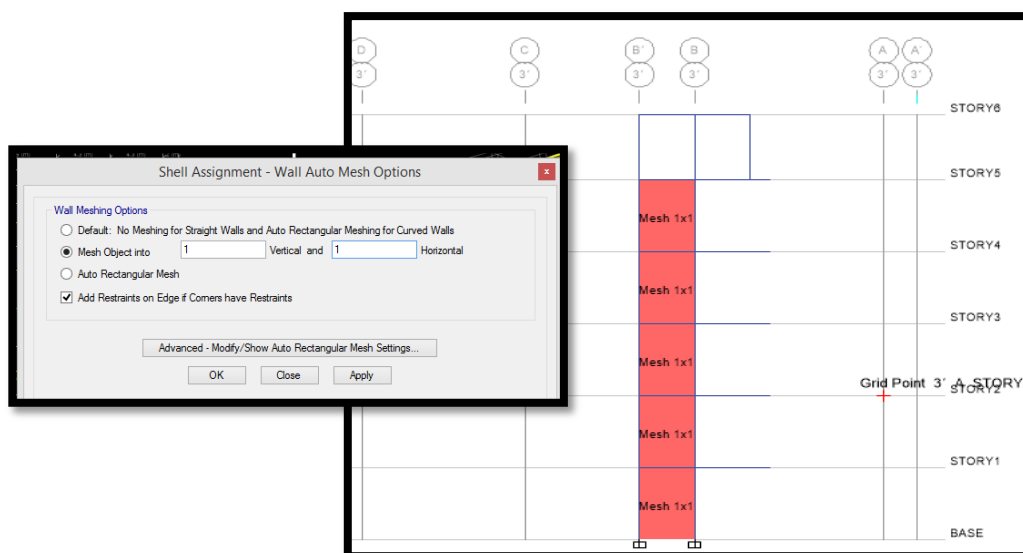 Shell Assignment - Wall Auto Mesh Options
x
Wall Meshing Options
Default: No Meshing for Straight Walls and Auto Rectangular Meshing for Curved Walls
Mesh Object into 1 Vertical and 1 Horizontal
Auto Rectangular Mesh
Add Restraints on Edge if Corners have Restraints
Advanced - Modify/Show Auto Rectangular Mesh Settings...
OK Close Apply
D C B' B A A'
3' 3' 3' 3' 3' 3'
STORY6
STORY5
Mesh 1x1
STORY4
Mesh 1x1
STORY3
Mesh 1x1
Grid Point 3' A STORY
STORY2
Mesh 1x1
STORY1
Mesh 1x1
BASE